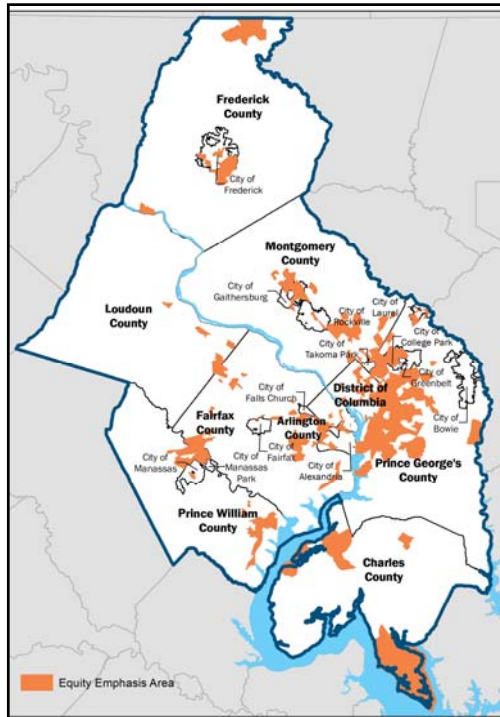 Frederick
County
City of
Frederick
Montgomery
County
City of
Gaithersburg
City of
Laurel
City of
Rockville
City of
College Park
Loudoun
County
City of
Takoma Park
City of
Greenbelt
City of
Falls Church
District of
Columbia
Fairfax
County
Arlington
County
City of
Bowie
City of
Manassas
City of
Manassas
Park
City of
Fairfax
City of
Alexandria
Prince George's
County
Prince William
County
Charles
County
Equity Emphasis Area